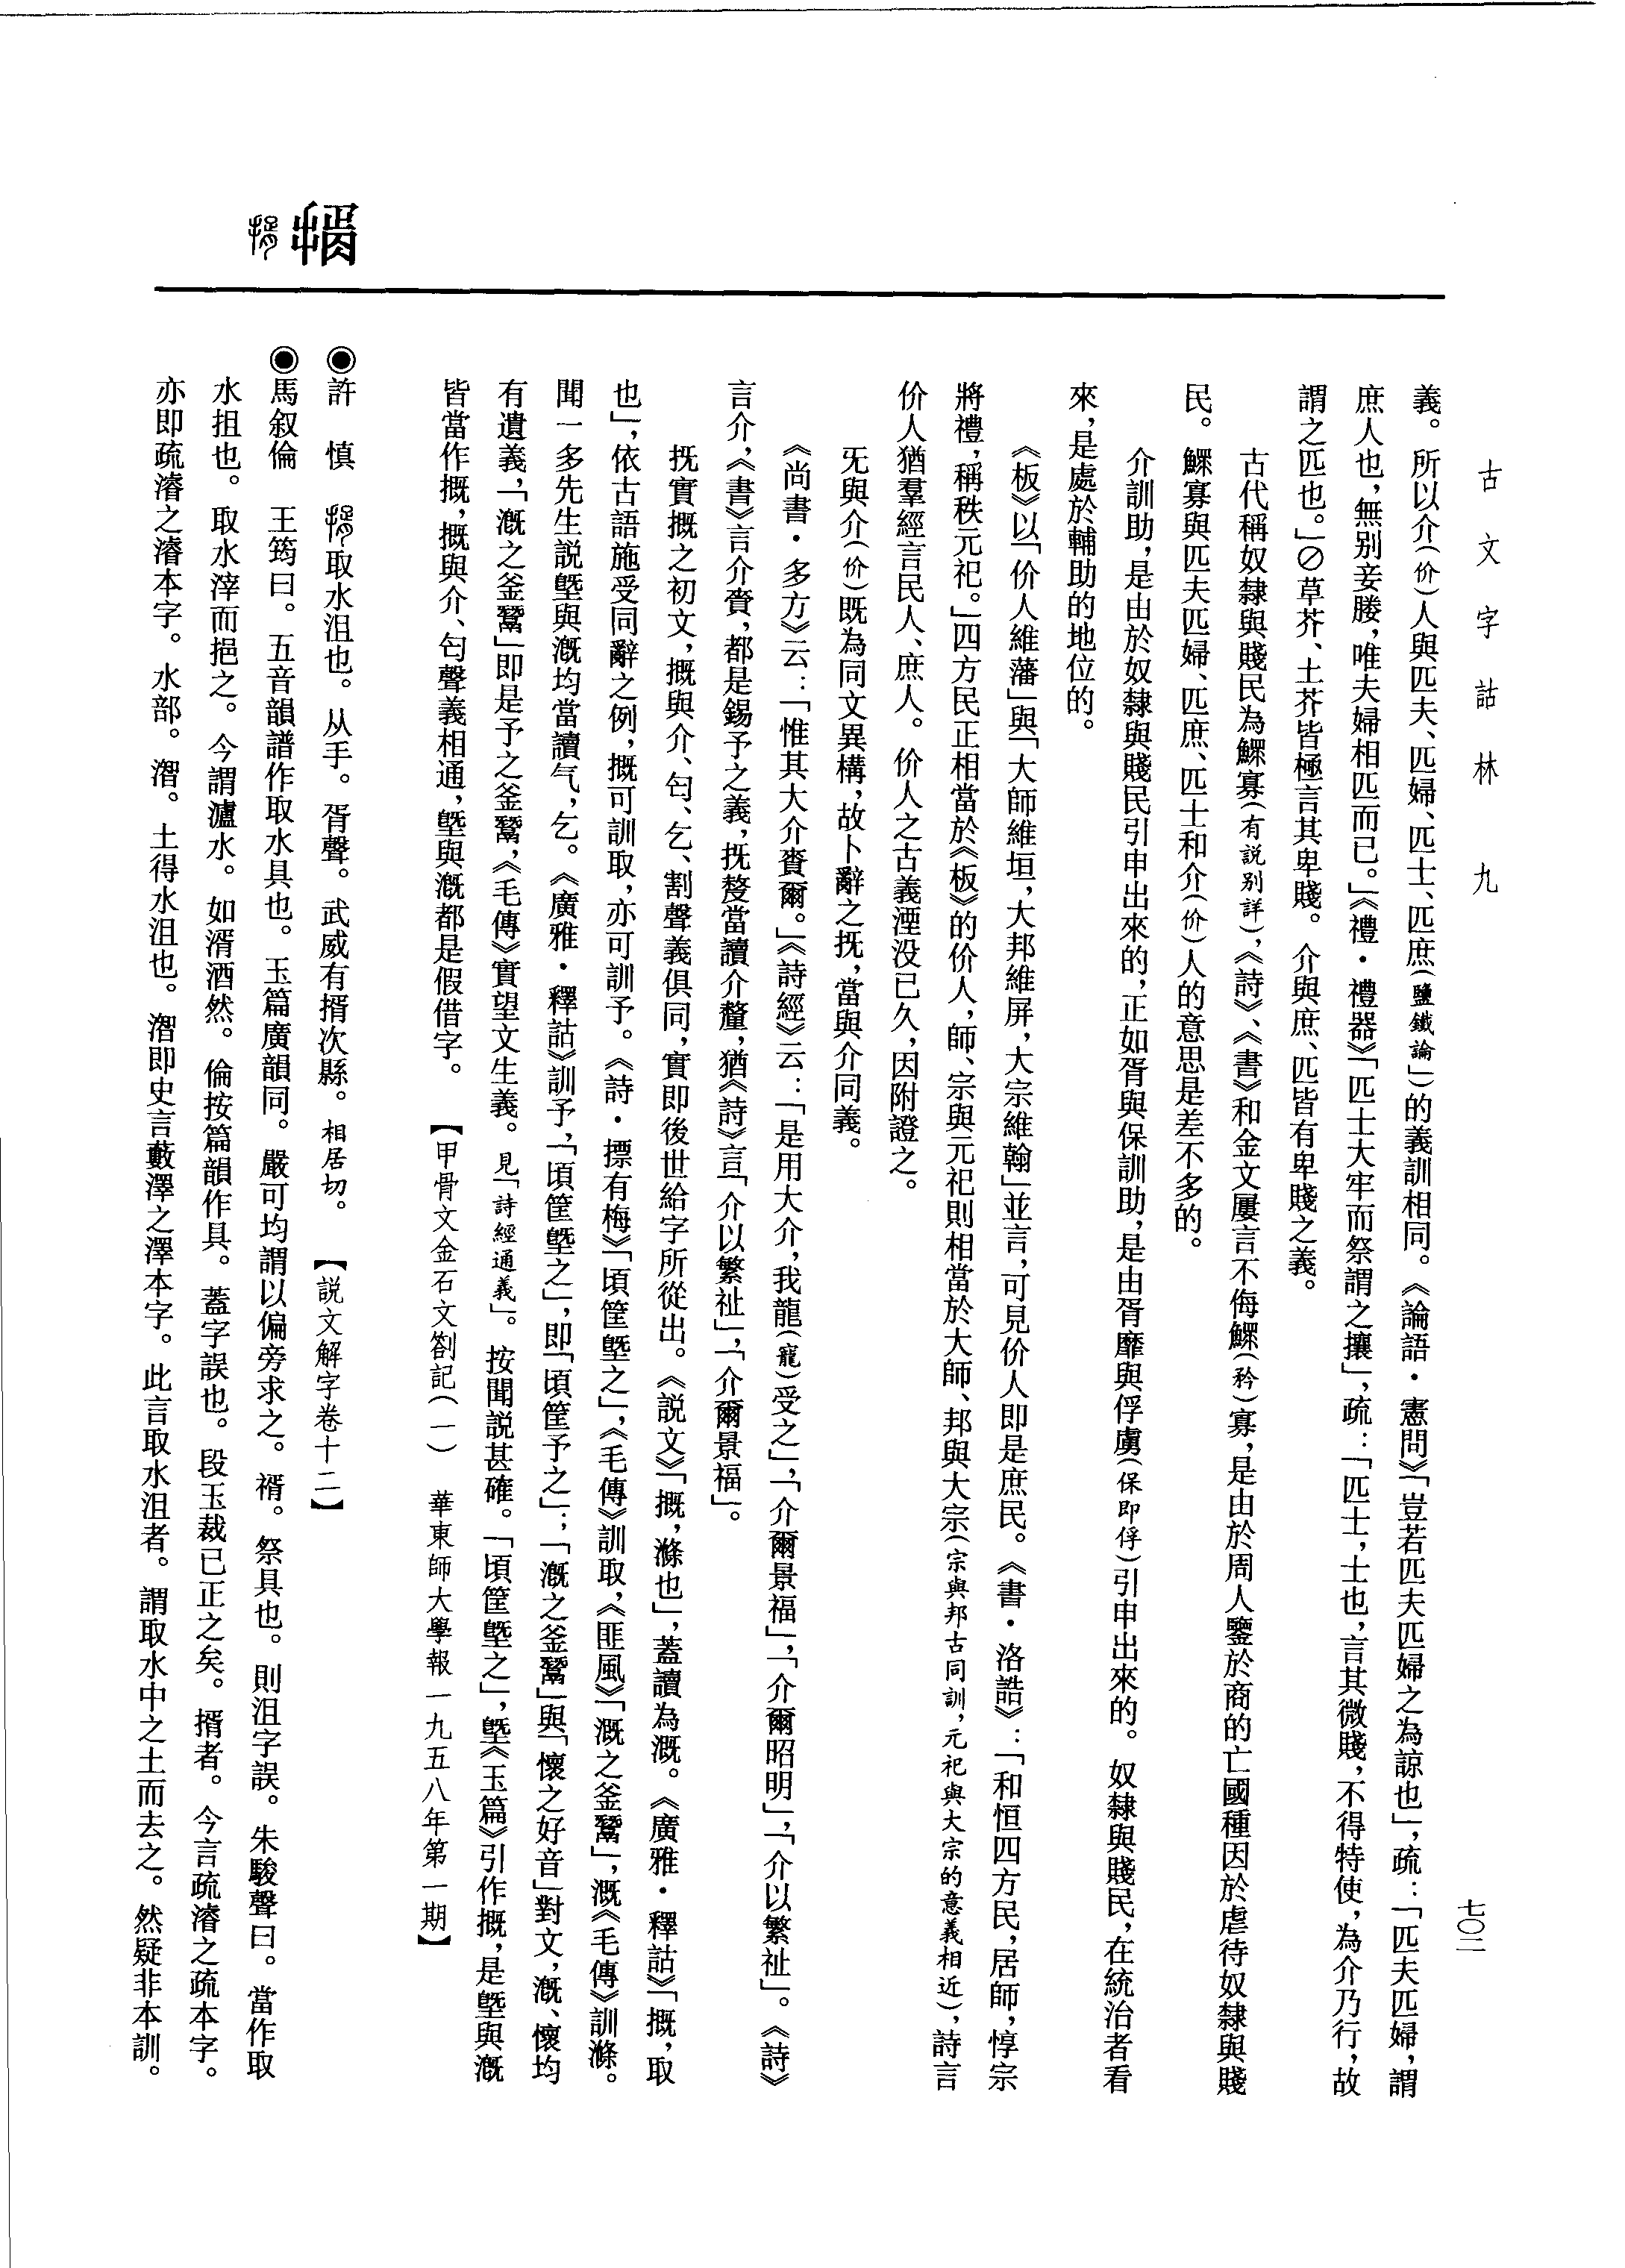 古文字詁林 九
七〇二
義。所以介(价)人與匹夫、匹婦、匹士、匹庶(鹽鐵論」)的義訓相同。《論語·憲問》「豈若匹夫匹婦之為諒也」，疏：「匹夫匹婦，謂
庶人也，無别妾媵，唯夫婦相匹而已。」《禮·禮器》「匹士大牢而祭謂之攘」，疏：「匹士，士也，言其微賤，不得特使，為介乃行，故
謂之匹也。」〇草芥、土芥皆極言其卑賤。介與庶、匹皆有卑賤之義。
古代稱奴隸與賤民為鰥寡(有説别詳)，《詩》、《書》和金文屢言不侮鰥(矜)寡，是由於周人鑒於商的亡國種因於虐待奴隸與賤
民。鰥寡與匹夫匹婦、匹庶、匹士和介(价)人的意思是差不多的。
介訓助，是由於奴隸與賤民引申出來的，正如胥與保訓助，是由胥靡與俘虜(保即俘)引申出來的。奴隸與賤民，在統治者看
來，是處於輔助的地位的。
《板》以「价人維藩」與「大師維垣，大邦維屏，大宗維翰」並言，可見价人即是庶民。《書·洛誥》：「和恒四方民，居師，惇宗
將禮，稱秩元祀。」四方民正相當於《板》的价人，師、宗與元祀則相當於大師、邦與大宗(宗與邦古同訓，元祀與大宗的意義相近)，詩言
价人猶羣經言民人、庶人。价人之古義湮没已久，因附證之。
旡與介(价)既為同文異構，故卜辭之抚，當與介同義。
《尚書·多方》云：「惟其大介賚爾。」《詩經》云：「是用大介，我龍(寵)受之」，「介爾景福」，「介爾昭明」，「介以繁祉」。《詩》
言介，《書》言介賚，都是錫予之義，抚㪌當讀介釐，猶《詩》言「介以繁祉」，「介爾景福」。
抚實摡之初文，摡與介、匄、乞、割聲義俱同，實即後世給字所從出。《説文》「摡，滌也」，蓋讀為溉。《廣雅·釋詁》「摡，取
也」，依古語施受同辭之例，摡可訓取，亦可訓予。《詩·摽有梅》「頃筐塈之」，《毛傳》訓取，《匪風》「溉之釜鬵」，溉《毛傳》訓滌。
聞一多先生説塈與溉均當讀气，乞。《廣雅·釋詁》訓予，「頃筐塈之」，即「頃筐予之」；「溉之釜鬵」與「懷之好音」對文，溉、懷均
有遺義，「溉之釜鬵」即是予之釜鬵，《毛傳》實望文生義。見「詩經通義」。按聞説甚確。「頃筐塈之」，塈《玉篇》引作摡，是塈與溉
皆當作摡，摡與介、匄聲義相通，塈與溉都是假借字。【甲骨文金石文劄記(一) 華東師大學報一九五八年第一期】
◉許 慎 揟取水沮也。从手。胥聲。武威有揟次縣。相居切。【説文解字卷十二】
◉馬叙倫 王筠曰。五音韻譜作取水具也。玉篇廣韻同。嚴可均謂以偏旁求之。褙。祭具也。則沮字誤。朱駿聲曰。當作取
水抯也。取水滓而挹之。今謂瀘水。如湑酒然。倫按篇韻作具。蓋字誤也。段玉裁已正之矣。揟者。今言疏濬之疏本字。
亦即疏濬之濬本字。水部。湑。土得水沮也。湑即史言藪澤之澤本字。此言取水沮者。謂取水中之土而去之。然疑非本訓。